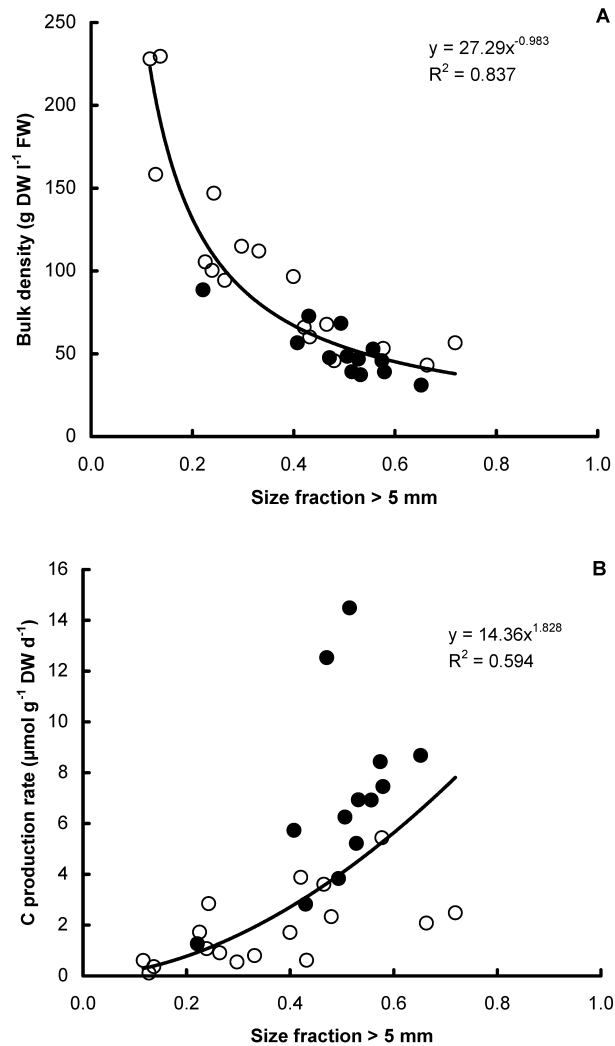 A
250
y = 27.29x^-0.983
R² = 0.837
200
150
100
50
0
Bulk density (g DW l⁻¹ FW)
0.0 0.2 0.4 0.6 0.8 1.0
Size fraction > 5 mm
B
16
14
y = 14.36x^1.828
R² = 0.594
12
10
8
6
4
2
0
C production rate (µmol g⁻¹ DW d⁻¹)
0.0 0.2 0.4 0.6 0.8 1.0
Size fraction > 5 mm